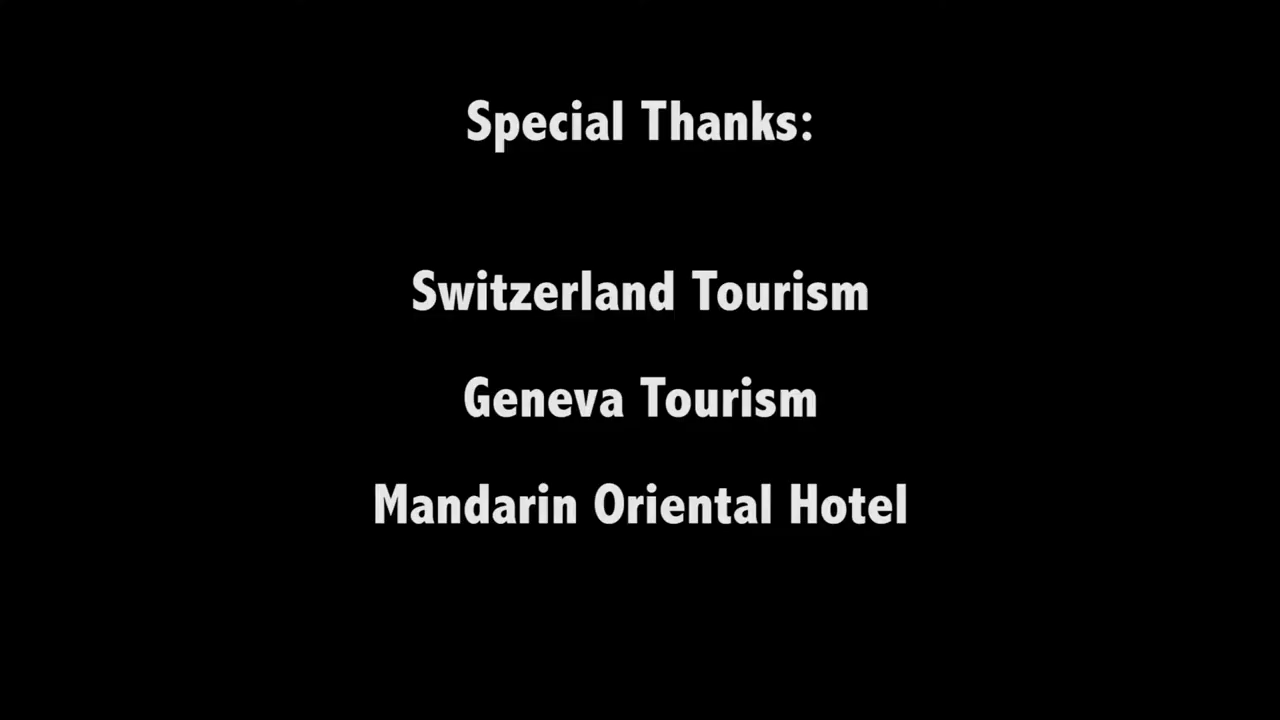 Special Thanks:
Switzerland Tourism
Geneva Tourism
Mandarin Oriental Hotel